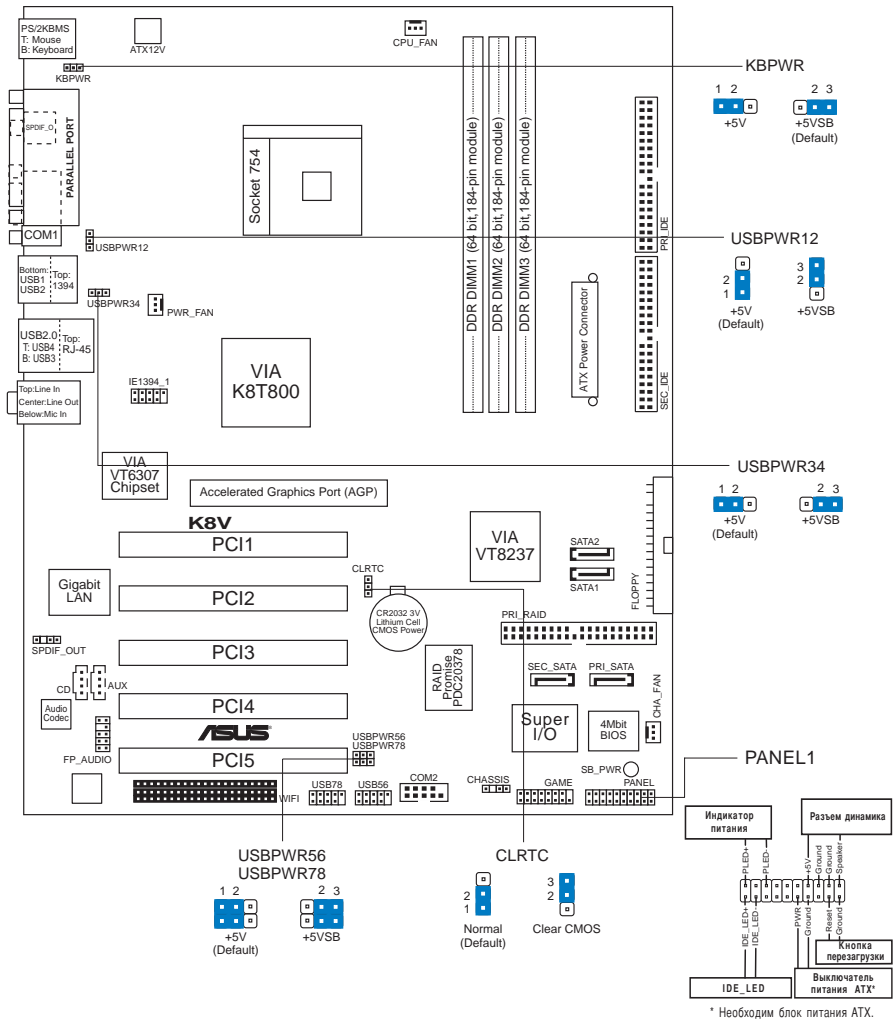 PS/2KBMS
T: Mouse
B: Keyboard
ATX12V
CPU_FAN
KBPWR
KBPWR
1 2
+5V
2 3
+5VSB
(Default)
SPDIF_O
PARALLEL PORT
Socket 754
DDR DIMM1 (64 bit,184-pin module)
DDR DIMM2 (64 bit,184-pin module)
DDR DIMM3 (64 bit,184-pin module)
PRI_IDE
COM1
USBPWR12
USBPWR12
2
1
+5V
(Default)
3
2
+5VSB
Bottom:
USB1
USB2
Top:
1394
USBPWR34
PWR_FAN
ATX Power Connector
SEC_IDE
USB2.0
T: USB4
B: USB3
Top:
RJ-45
VIA
K8T800
IE1394_1
Top:Line In
Center:Line Out
Below:Mic In
VIA
VT6307
Chipset
Accelerated Graphics Port (AGP)
USBPWR34
1 2
+5V
(Default)
2 3
+5VSB
K8V
PCI1
VIA
VT8237
SATA2
SATA1
FLOPPY
Gigabit
LAN
PCI2
CLRTC
CR2032 3V
Lithium Cell
CMOS Power
PRI_RAID
SPDIF_OUT
PCI3
RAID
Promise
PDC20378
SEC_SATA
PRI_SATA
CD
AUX
Audio
Codec
PCI4
Super
I/O
4Mbit
BIOS
CHA_FAN
ASUS
USBPWR56
USBPWR78
FP_AUDIO
PCI5
SB_PWR
PANEL1
WIFI
USB78
USB56
COM2
CHASSIS
GAME
PANEL
Индикатор
питания
Разъем динамика
PLED+
PLED-
+5V
Ground
Ground
Speaker
IDE_LED+
IDE_LED-
PWR
Ground
Reset
Ground
Кнопка
перезагрузки
IDE_LED
Выключатель
питания ATX*
* Необходим блок питания ATX.
USBPWR56
USBPWR78
1 2
+5V
(Default)
2 3
+5VSB
CLRTC
2
1
Normal
(Default)
3
2
Clear CMOS